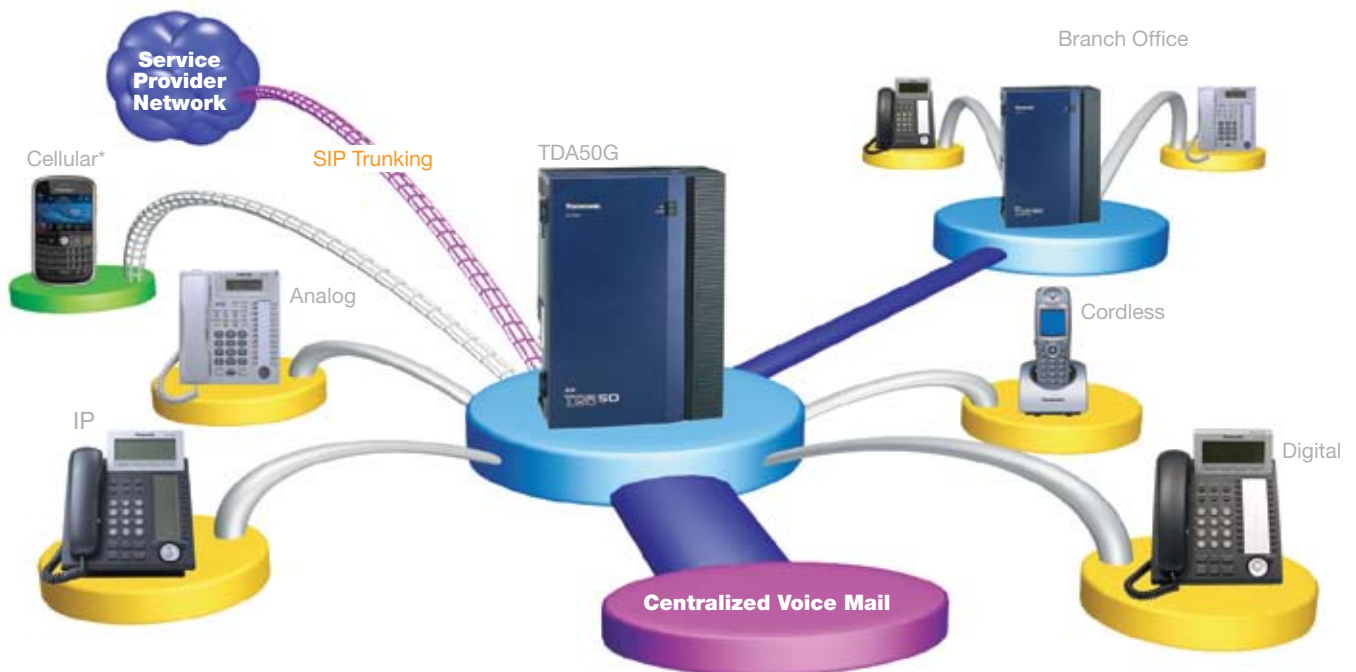 Service
Provider
Network
Branch Office
Cellular*
SIP Trunking
TDA50G
Panasonic
Analog
Cordless
TDA50
IP
Digital
Centralized Voice Mail